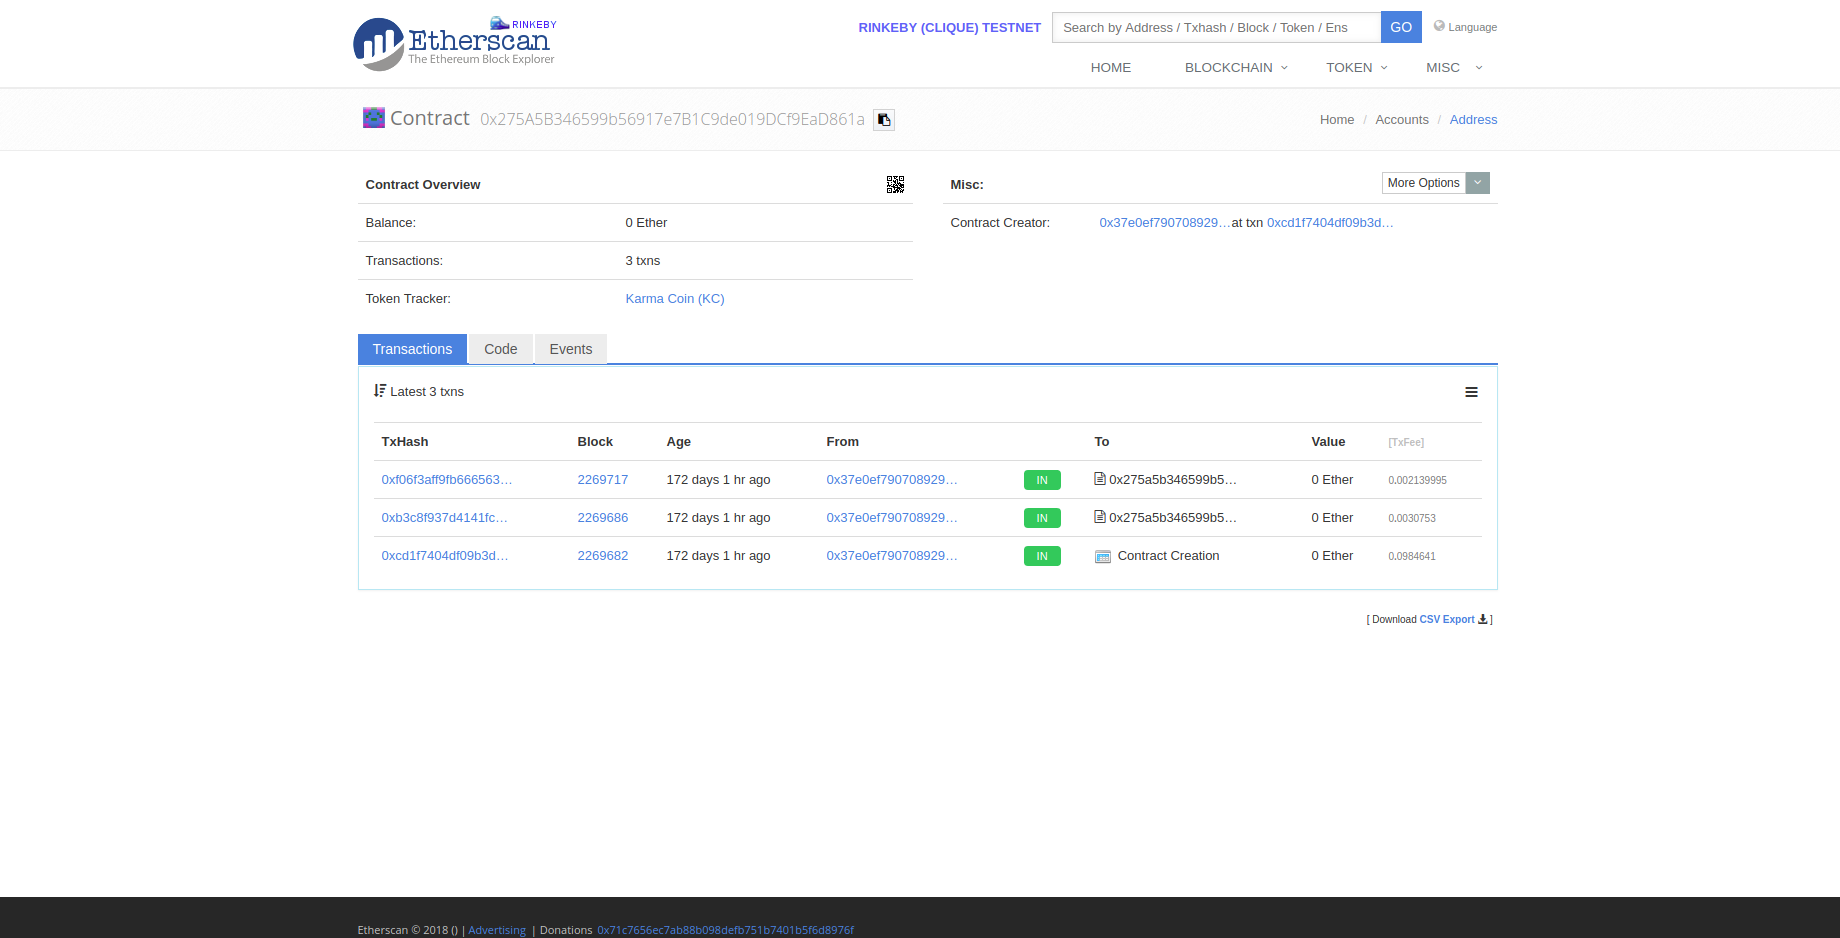 RINKEBY
Etherscan
The Ethereum Block Explorer
RINKEBY (CLIQUE) TESTNET
Search by Address / Txhash / Block / Token / Ens
GO
Language
HOME BLOCKCHAIN TOKEN MISC
Contract 0x275A5B346599b56917e7B1C9de019DCf9EaD861a
Home / Accounts / Address
Contract Overview
Balance: 0 Ether
Transactions: 3 txns
Token Tracker: Karma Coin (KC)
Misc:
More Options
Contract Creator: 0x37e0ef790708929…at txn 0xcd1f7404df09b3d…
Transactions Code Events
Latest 3 txns
TxHash Block Age From To Value [TxFee]
0xf06f3aff9fb666563… 2269717 172 days 1 hr ago 0x37e0ef790708929… IN 0x275a5b346599b5… 0 Ether 0.002139995
0xb3c8f937d4141fc… 2269686 172 days 1 hr ago 0x37e0ef790708929… IN 0x275a5b346599b5… 0 Ether 0.0030753
0xcd1f7404df09b3d… 2269682 172 days 1 hr ago 0x37e0ef790708929… IN Contract Creation 0 Ether 0.0984641
[ Download CSV Export ]
Etherscan © 2018 () | Advertising | Donations 0x71c7656ec7ab88b098defb751b7401b5f6d8976f